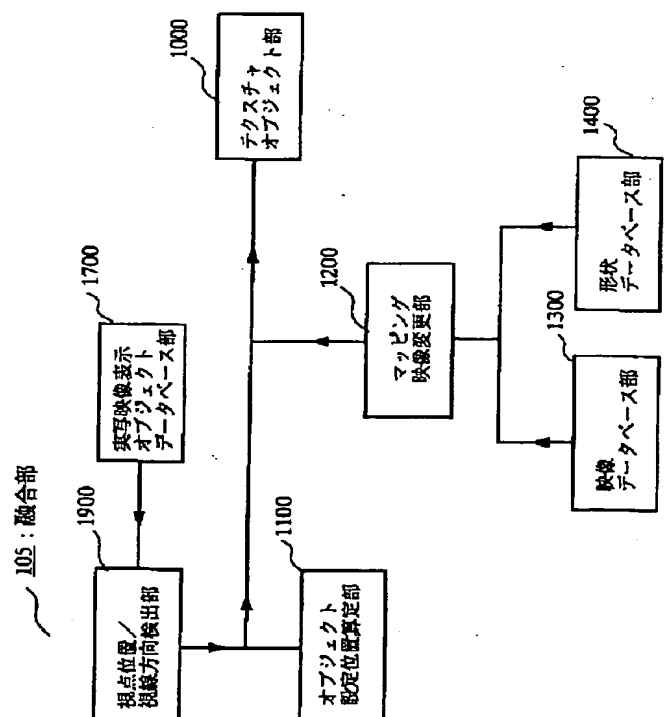 105：融合部
1900
視点位置／
視線方向検出部
1700
実写映像表示
オブジェクト
データベース部
1100
オブジェクト
設定位置算定部
1000
テクスチャ
オブジェクト部
1200
マッピング
映像変更部
1300
映像
データベース部
1400
形状
データベース部